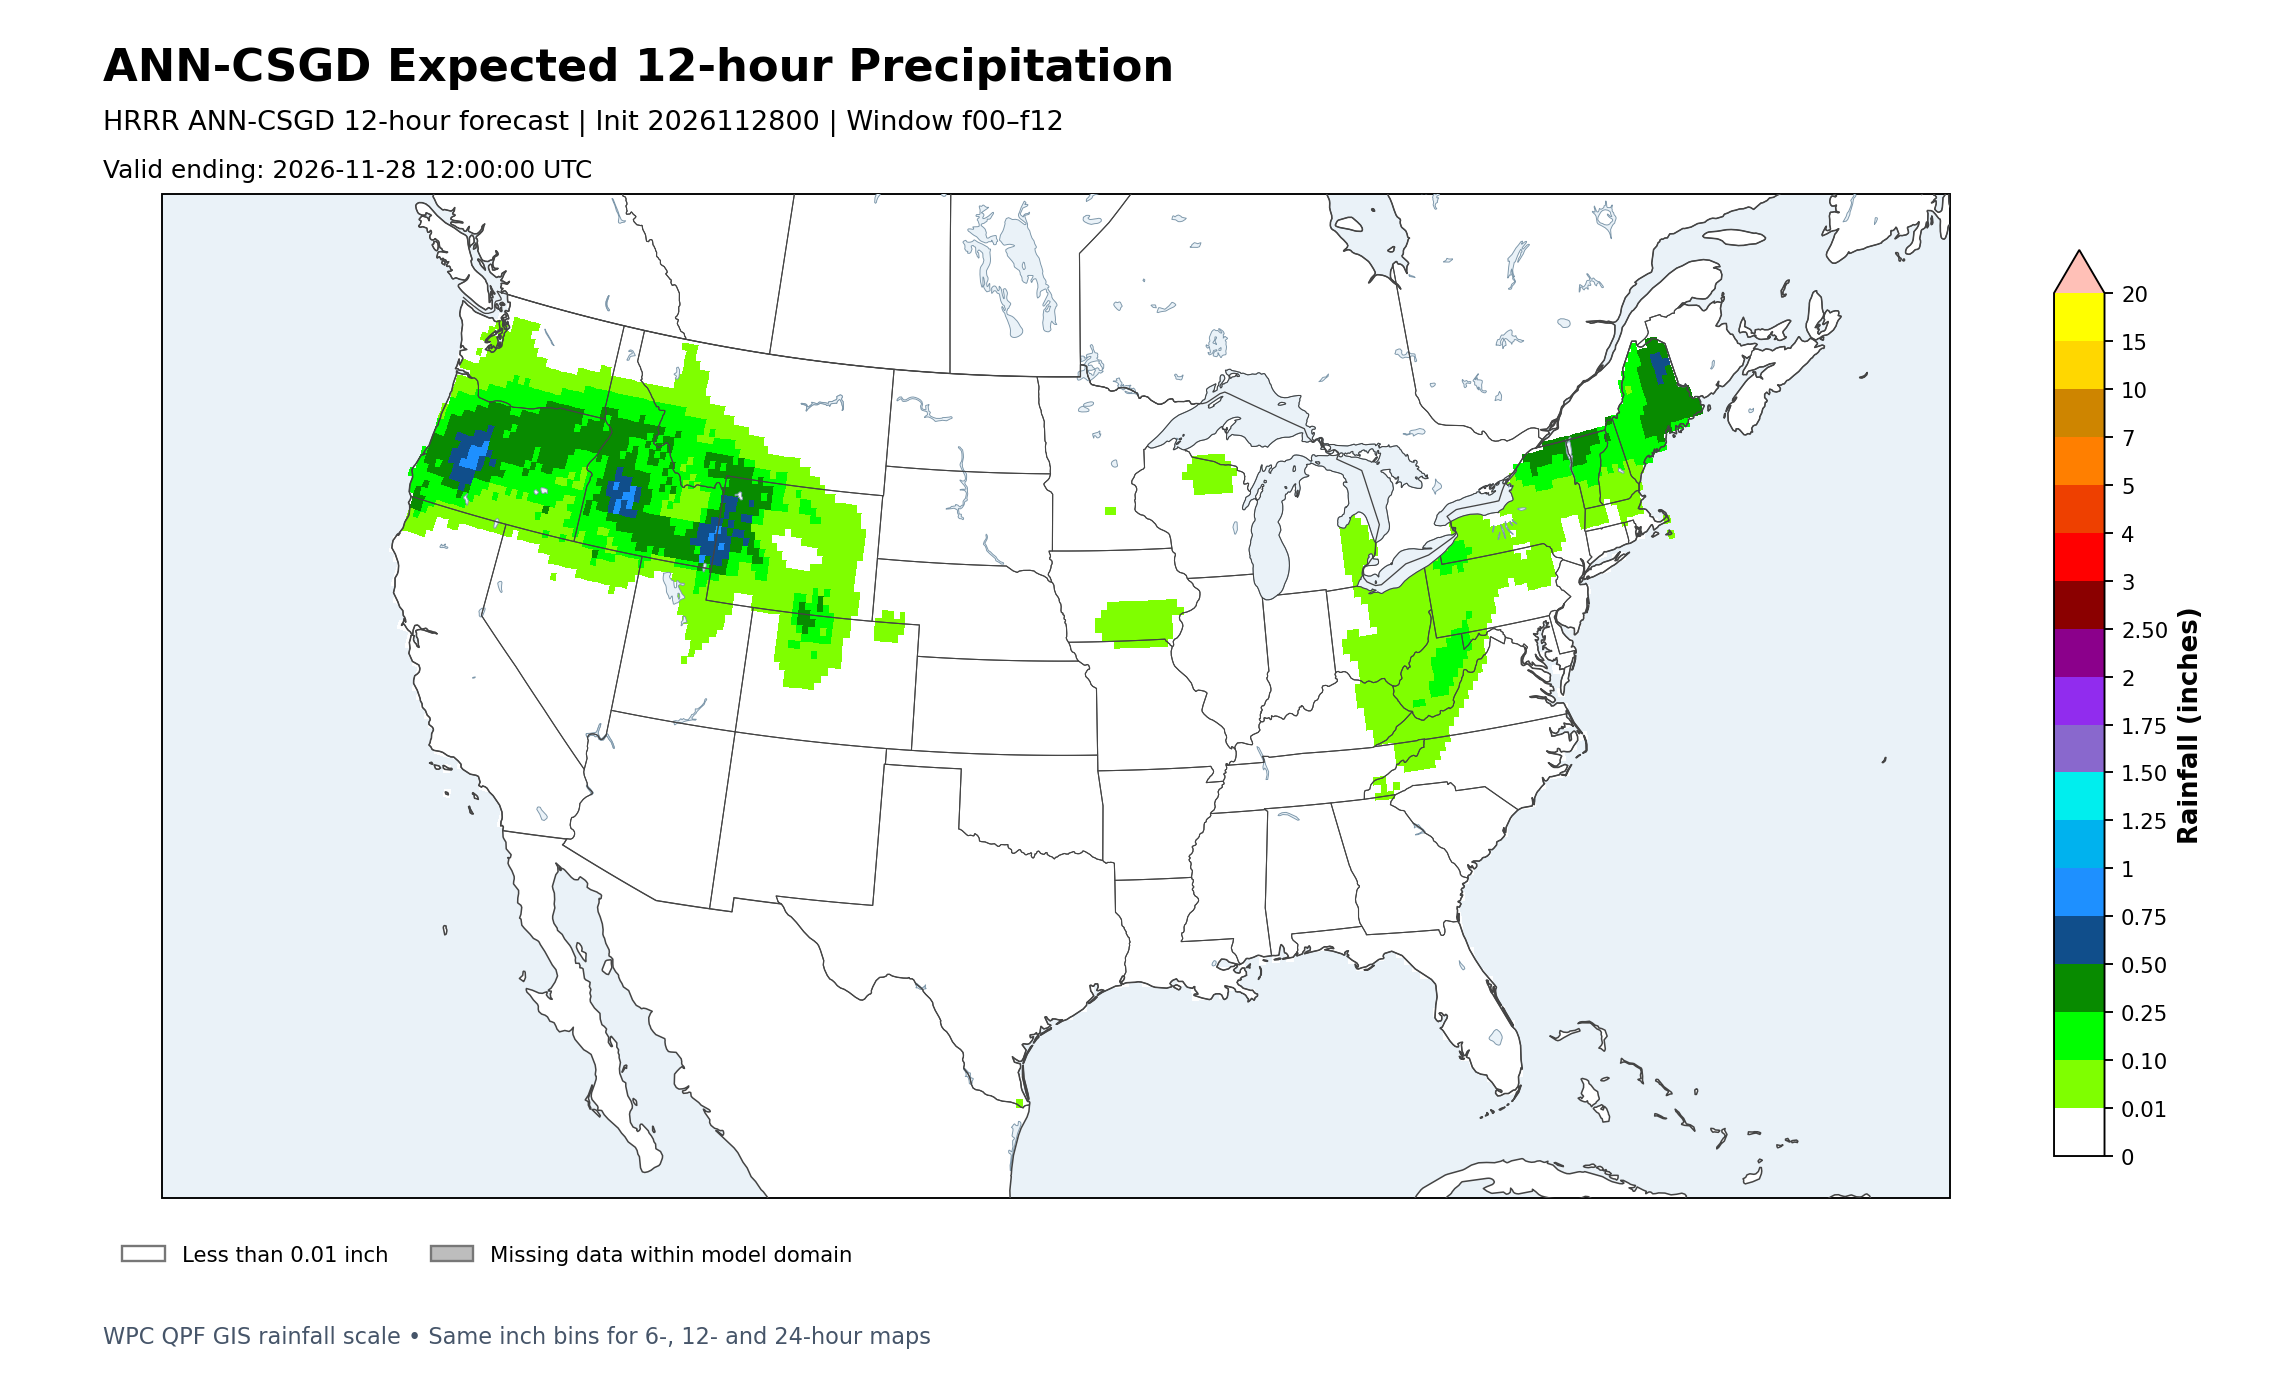 ANN-CSGD Expected 12-hour Precipitation
HRRR ANN-CSGD 12-hour forecast | Init 2026112800 | Window f00–f12
Valid ending: 2026-11-28 12:00:00 UTC
20
15
10
7
5
4
3
2.50
2
1.75
1.50
1.25
1
0.75
0.50
0.25
0.10
0.01
0
Rainfall (inches)
Less than 0.01 inch
Missing data within model domain
WPC QPF GIS rainfall scale • Same inch bins for 6-, 12- and 24-hour maps